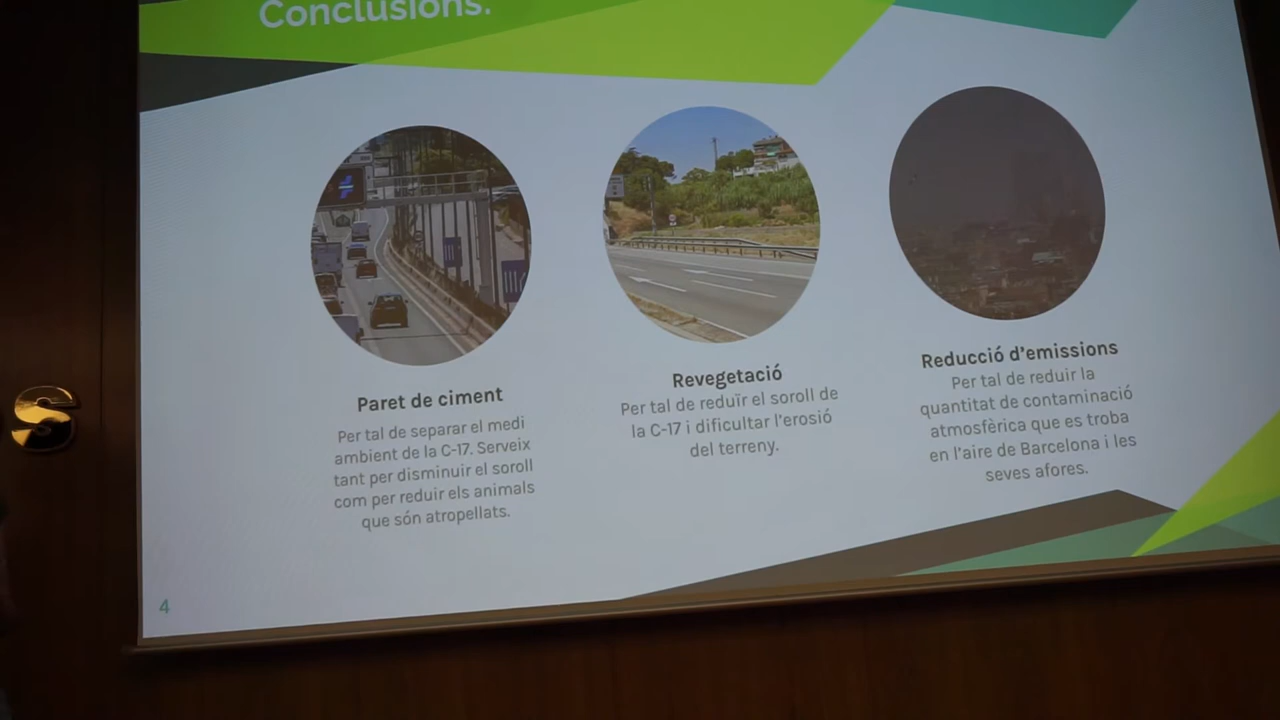 Conclusions.
Paret de ciment
Per tal de separar el medi
ambient de la C-17. Serveix
tant per disminuir el soroll
com per reduir els animals
que són atropellats.
Revegetació
Per tal de reduïr el soroll de
la C-17 i dificultar l'erosió
del terreny.
Reducció d'emissions
Per tal de reduir la
quantitat de contaminació
atmosfèrica que es troba
en l'aire de Barcelona i les
seves afores.
4
S